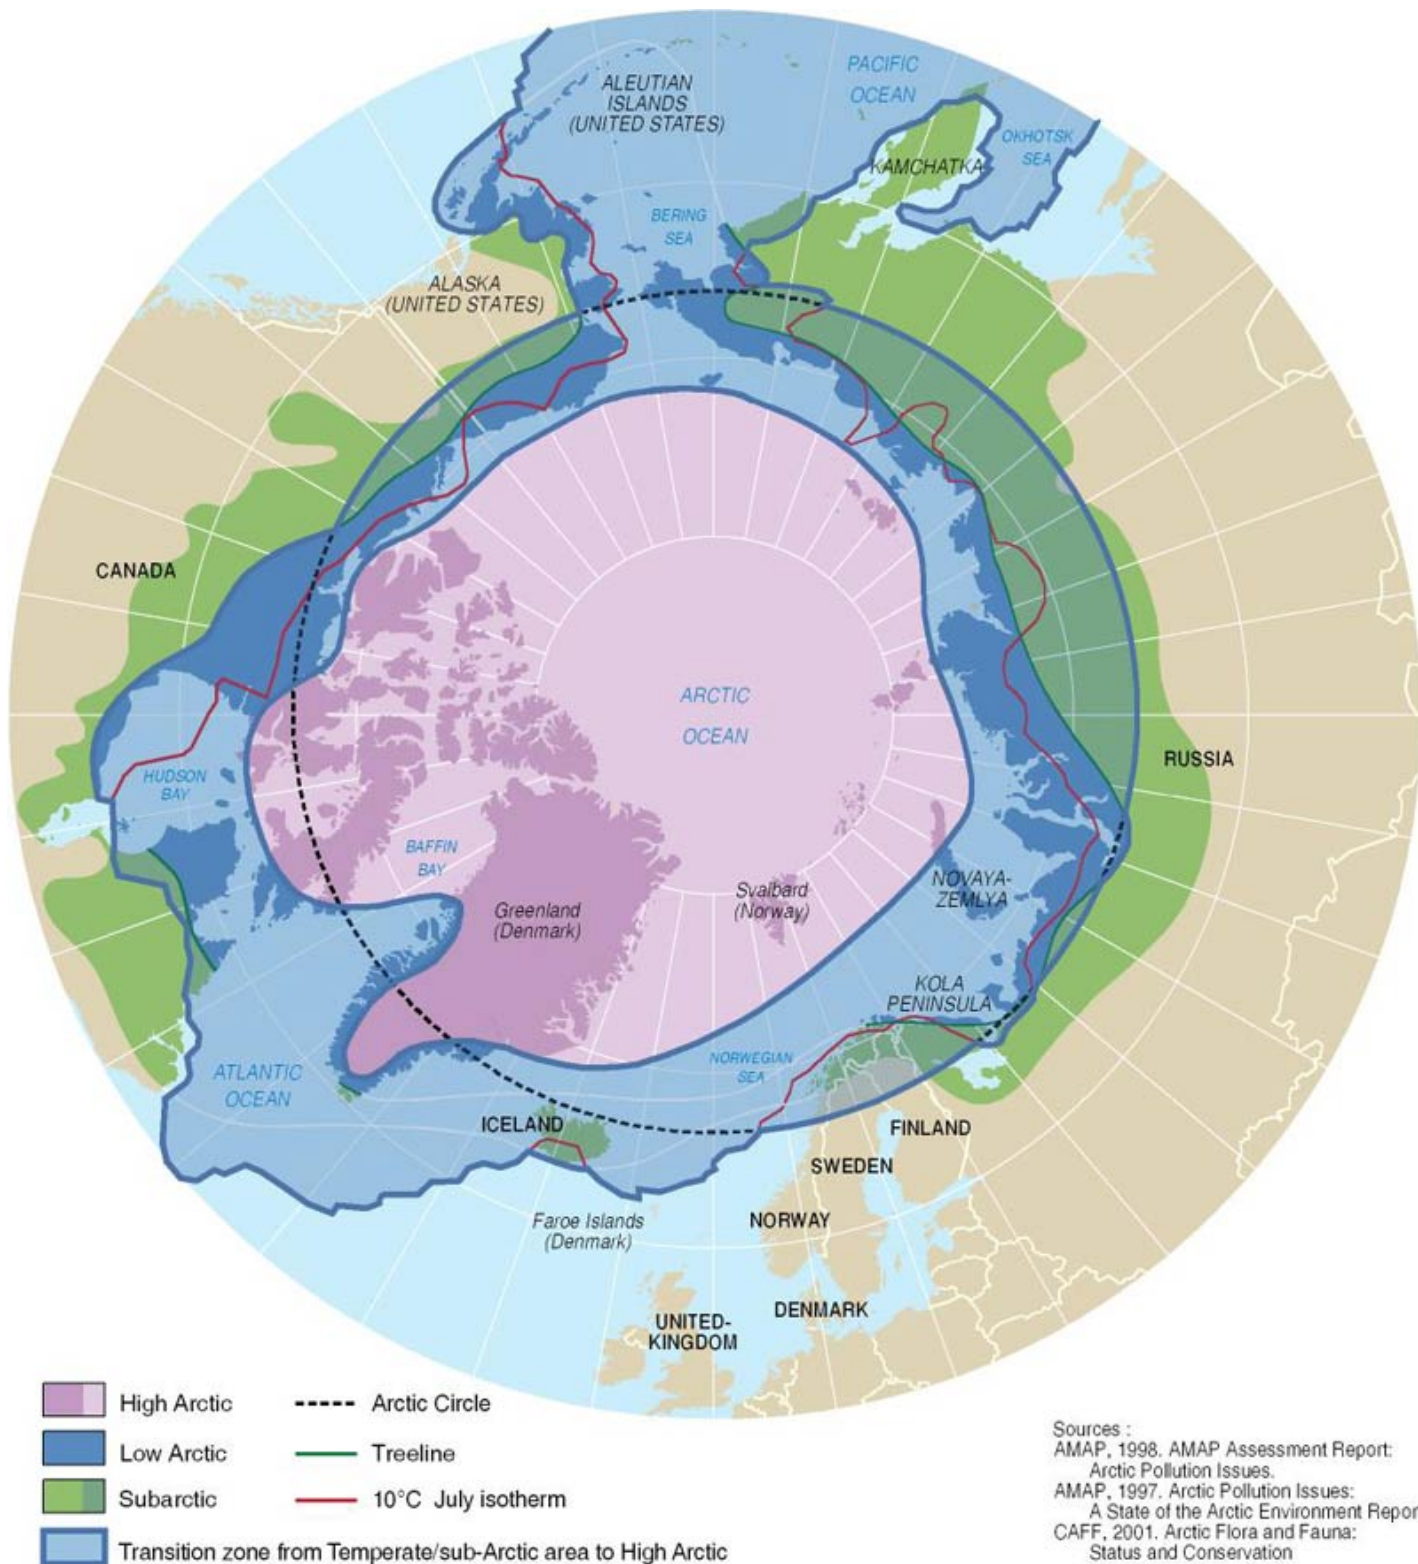 PACIFIC
OCEAN
ALEUTIAN
ISLANDS
(UNITED STATES)
OKHOTSK
SEA
KAMCHATKA
BERING
SEA
ALASKA
(UNITED STATES)
CANADA
ARCTIC
OCEAN
RUSSIA
HUDSON
BAY
BAFFIN
BAY
NOVAYA-
ZEMLYA
Svalbard
(Norway)
Greenland
(Denmark)
KOLA
PENINSULA
NORWEGIAN
SEA
ATLANTIC
OCEAN
ICELAND
FINLAND
SWEDEN
NORWAY
Faroe Islands
(Denmark)
DENMARK
UNITED-
KINGDOM
High Arctic
Arctic Circle
Low Arctic
Treeline
Subarctic
10°C July isotherm
Transition zone from Temperate/sub-Arctic area to High Arctic
Sources :
AMAP, 1998. AMAP Assessment Report:
Arctic Pollution Issues.
AMAP, 1997. Arctic Pollution Issues:
A State of the Arctic Environment Repor
CAFF, 2001. Arctic Flora and Fauna:
Status and Conservation